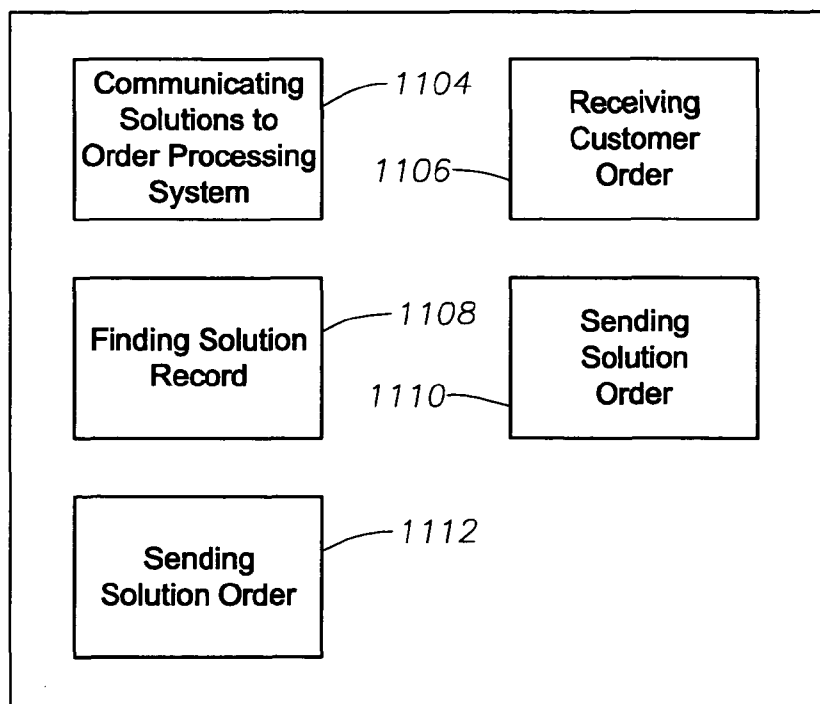 Communicating
Solutions to
Order Processing
System
1104
Receiving
Customer
Order
1106
Finding Solution
Record
1108
Sending
Solution
Order
1110
Sending
Solution Order
1112